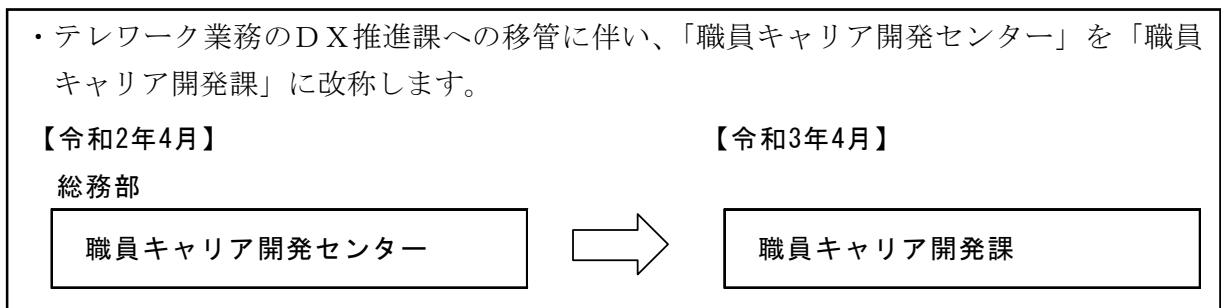 ・テレワーク業務のＤＸ推進課への移管に伴い、「職員キャリア開発センター」を「職員
キャリア開発課」に改称します。
【令和2年4月】
【令和3年4月】
総務部
職員キャリア開発センター
職員キャリア開発課